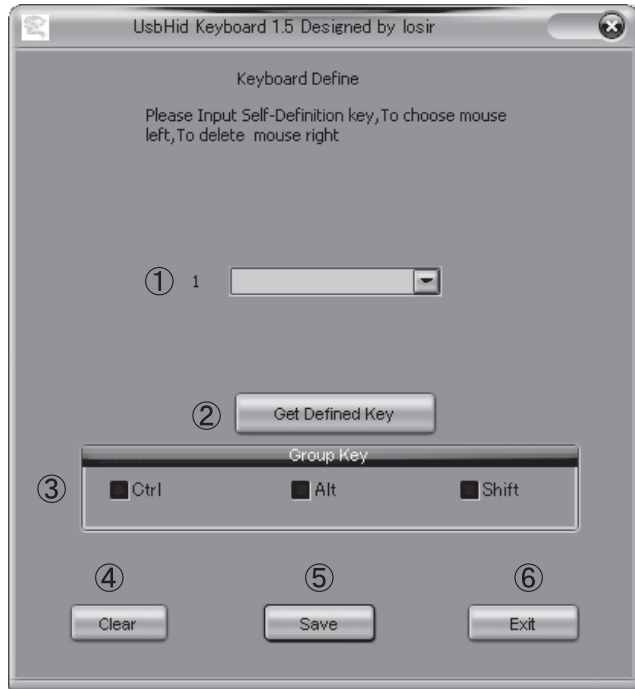 UsbHid Keyboard 1.5 Designed by losir
Keyboard Define
Please Input Self-Definition key,To choose mouse
left,To delete mouse right
① 1
② Get Defined Key
Group Key
③ Ctrl Alt Shift
④ ⑤ ⑥
Clear Save Exit